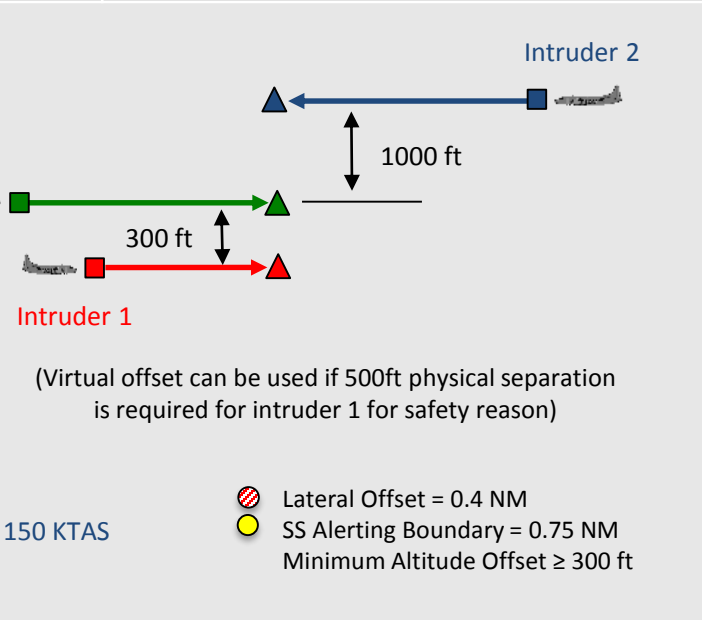 Intruder 2
1000 ft
300 ft
Intruder 1
(Virtual offset can be used if 500ft physical separation
is required for intruder 1 for safety reason)
Lateral Offset = 0.4 NM
150 KTAS
SS Alerting Boundary = 0.75 NM
Minimum Altitude Offset ≥ 300 ft